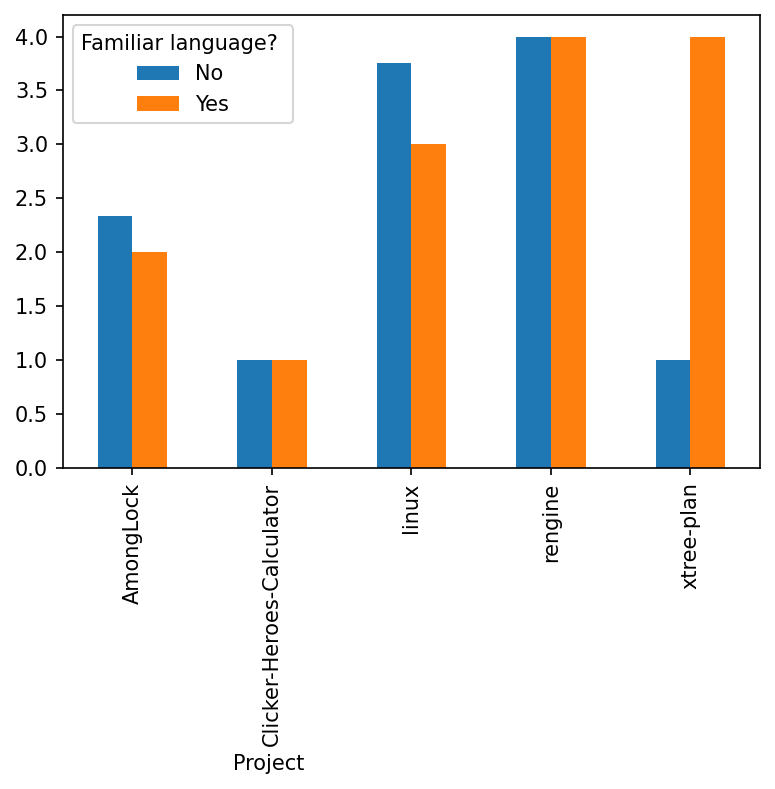 Familiar language?
No
Yes
4.0
3.5
3.0
2.5
2.0
1.5
1.0
0.5
0.0
AmongLock
Clicker-Heroes-Calculator
linux
rengine
xtree-plan
Project